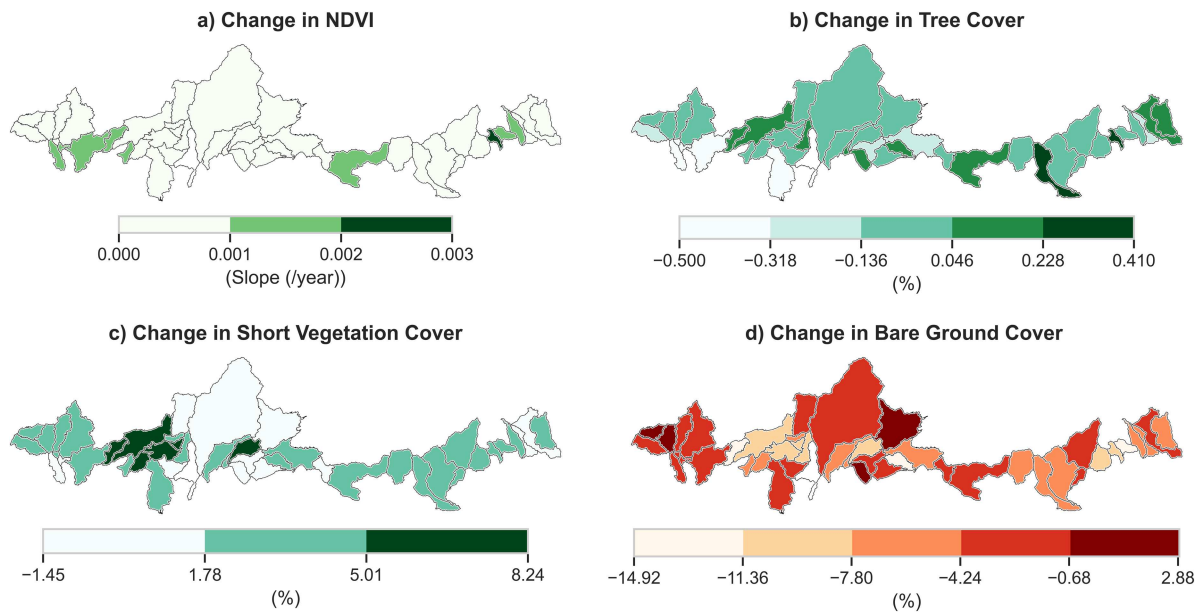 a) Change in NDVI
0.000 0.001 0.002 0.003
(Slope (/year))
b) Change in Tree Cover
−0.500 −0.318 −0.136 0.046 0.228 0.410
(%)
c) Change in Short Vegetation Cover
−1.45 1.78 5.01 8.24
(%)
d) Change in Bare Ground Cover
−14.92 −11.36 −7.80 −4.24 −0.68 2.88
(%)